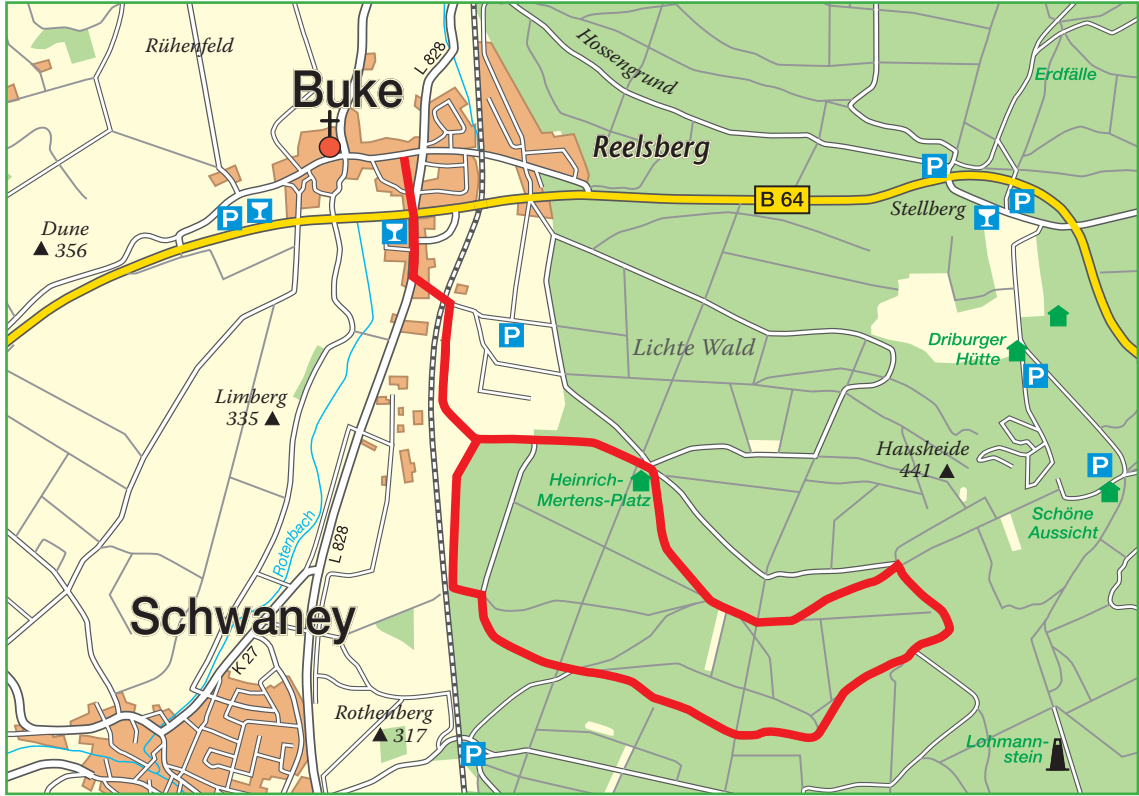 Rühenfeld
Hossengrund
L 828
Erdfälle
Buke
Reelsberg
P
B 64
P
Stellberg
P
Dune
356
Driburger
Hütte
P
Lichte Wald
P
Limberg
335
Hausheide
441
P
Heinrich-
Mertens-Platz
Schöne
Aussicht
Rotenbach
L 828
Schwaney
K 27
Rothenberg
317
P
Lohmann-
stein